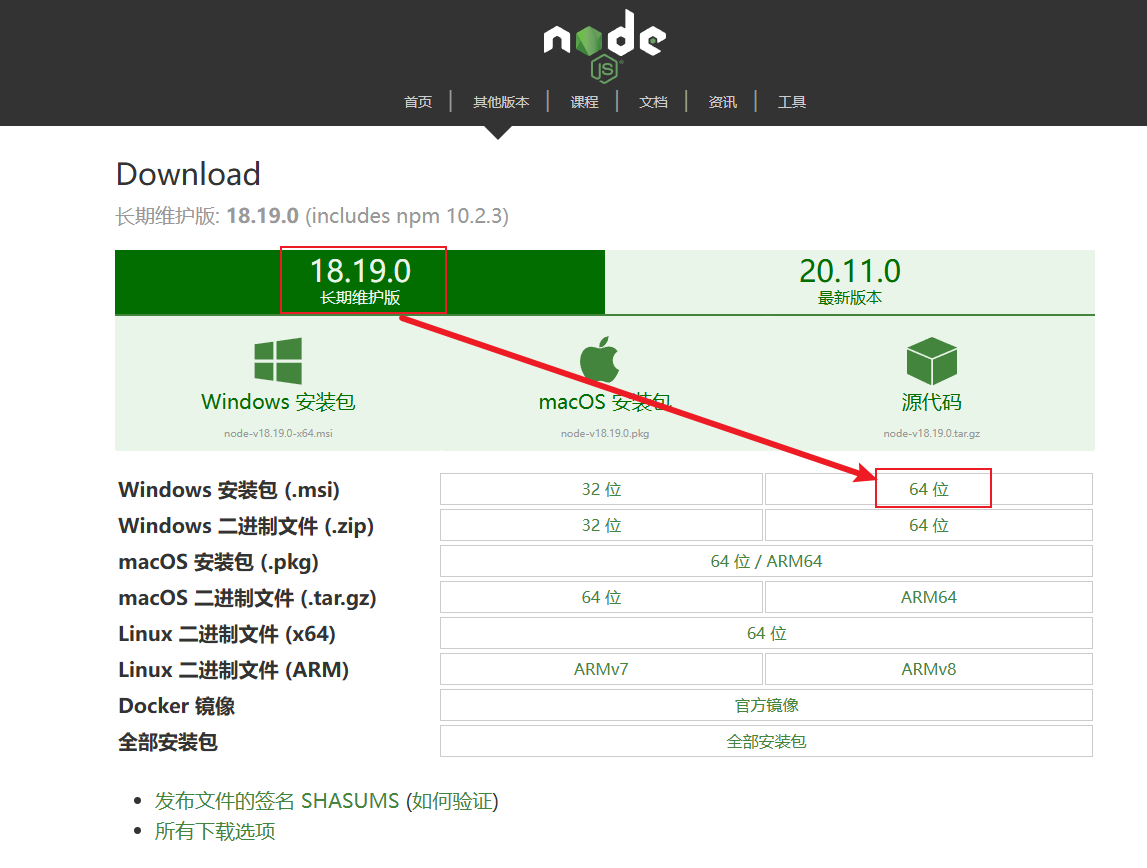 node
JS
首页 | 其他版本 | 课程 | 文档 | 资讯 | 工具
Download
长期维护版: 18.19.0 (includes npm 10.2.3)
18.19.0
长期维护版
20.11.0
最新版本
Windows 安装包
node-v18.19.0-x64.msi
macOS 安装包
node-v18.19.0.pkg
源代码
node-v18.19.0.tar.gz
Windows 安装包 (.msi) 32 位 64 位
Windows 二进制文件 (.zip) 32 位 64 位
macOS 安装包 (.pkg) 64 位 / ARM64
macOS 二进制文件 (.tar.gz) 64 位 ARM64
Linux 二进制文件 (x64) 64 位
Linux 二进制文件 (ARM) ARMv7 ARMv8
Docker 镜像 官方镜像
全部安装包 全部安装包
发布文件的签名 SHASUMS (如何验证)
所有下载选项